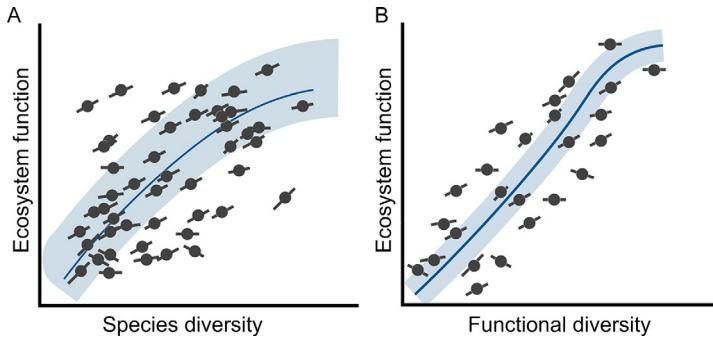 A
Ecosystem function
Species diversity
B
Ecosystem function
Functional diversity